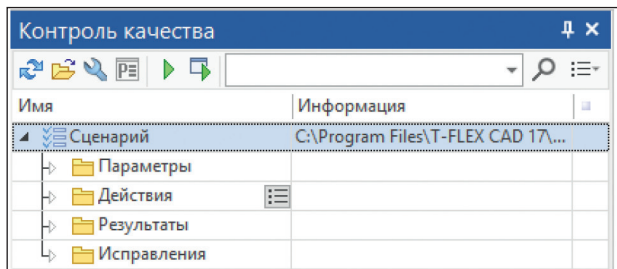 Контроль качества
Имя Информация
Сценарий C:\Program Files\T-FLEX CAD 17\...
Параметры
Действия
Результаты
Исправления